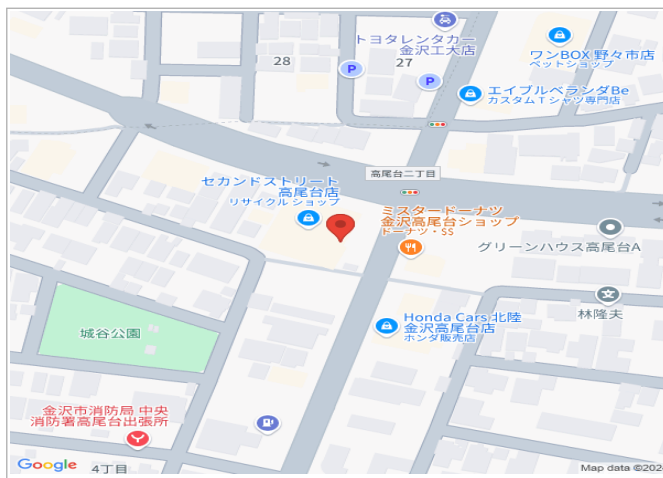 トヨタレンタカー
金沢工大店
28
27
P
P
ワンBOX 野々市店
ペットショップ
エイブルベランダBe
カスタムTシャツ専門店
高尾台二丁目
セカンドストリート
高尾台店
リサイクル ショップ
ミスタードーナツ
金沢高尾台ショップ
ドーナツ・$$
グリーンハウス高尾台A
文
林隆夫
Honda Cars 北陸
金沢高尾台店
ホンダ販売店
城谷公園
金沢市消防局 中央
消防署高尾台出張所
Google
4丁目
Map data ©2024